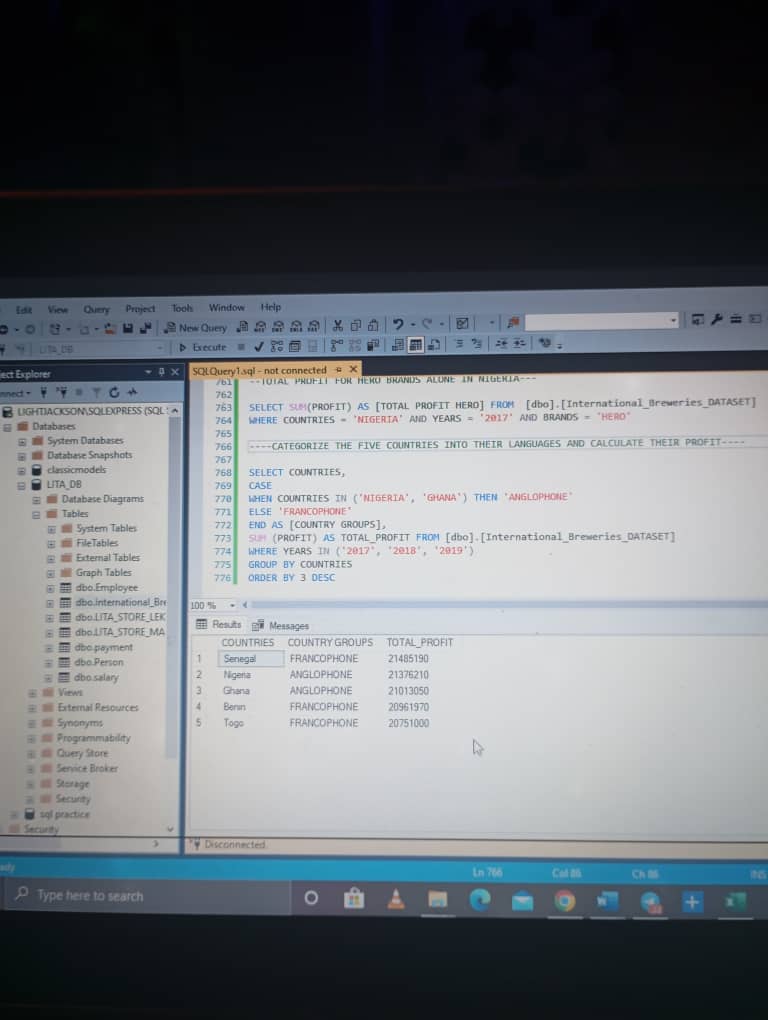 Edit View Query Project Tools Window Help
New Query
LITA_DB
Execute
ect Explorer
SQLQuery1.sql - not connected
nnect
LIGHTJACKSON\SQLEXPRESS (SQL S
Databases
System Databases
Database Snapshots
classicmodels
LITA_DB
Database Diagrams
Tables
System Tables
FileTables
External Tables
Graph Tables
dbo.Employee
dbo.International_Bre
dbo.LITA_STORE_LEK
dbo.LITA_STORE_MA
dbo.payment
dbo.Person
dbo.salary
Views
External Resources
Synonyms
Programmability
Query Store
Service Broker
Storage
Security
sql practice
Security
761 --TOTAL PROFIT FOR HERO BRANDS ALONE IN NIGERIA---
762
763 SELECT SUM(PROFIT) AS [TOTAL PROFIT HERO] FROM [dbo].[International_Breweries_DATASET]
764 WHERE COUNTRIES = 'NIGERIA' AND YEARS = '2017' AND BRANDS = 'HERO'
765
766 ----CATEGORIZE THE FIVE COUNTRIES INTO THEIR LANGUAGES AND CALCULATE THEIR PROFIT----
767
768 SELECT COUNTRIES,
769 CASE
770 WHEN COUNTRIES IN ('NIGERIA', 'GHANA') THEN 'ANGLOPHONE'
771 ELSE 'FRANCOPHONE'
772 END AS [COUNTRY GROUPS],
773 SUM (PROFIT) AS TOTAL_PROFIT FROM [dbo].[International_Breweries_DATASET]
774 WHERE YEARS IN ('2017', '2018', '2019')
775 GROUP BY COUNTRIES
776 ORDER BY 3 DESC
100 %
Results Messages
COUNTRIES COUNTRY GROUPS TOTAL_PROFIT
1 Senegal FRANCOPHONE 21485190
2 Nigeria ANGLOPHONE 21376210
3 Ghana ANGLOPHONE 21013050
4 Benin FRANCOPHONE 20961970
5 Togo FRANCOPHONE 20751000
Disconnected.
ady Ln 766 Col 86 Ch 86 INS
Type here to search